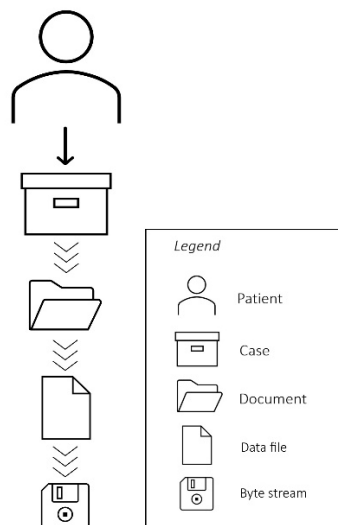 Legend
Patient
Case
Document
Data file
Byte stream